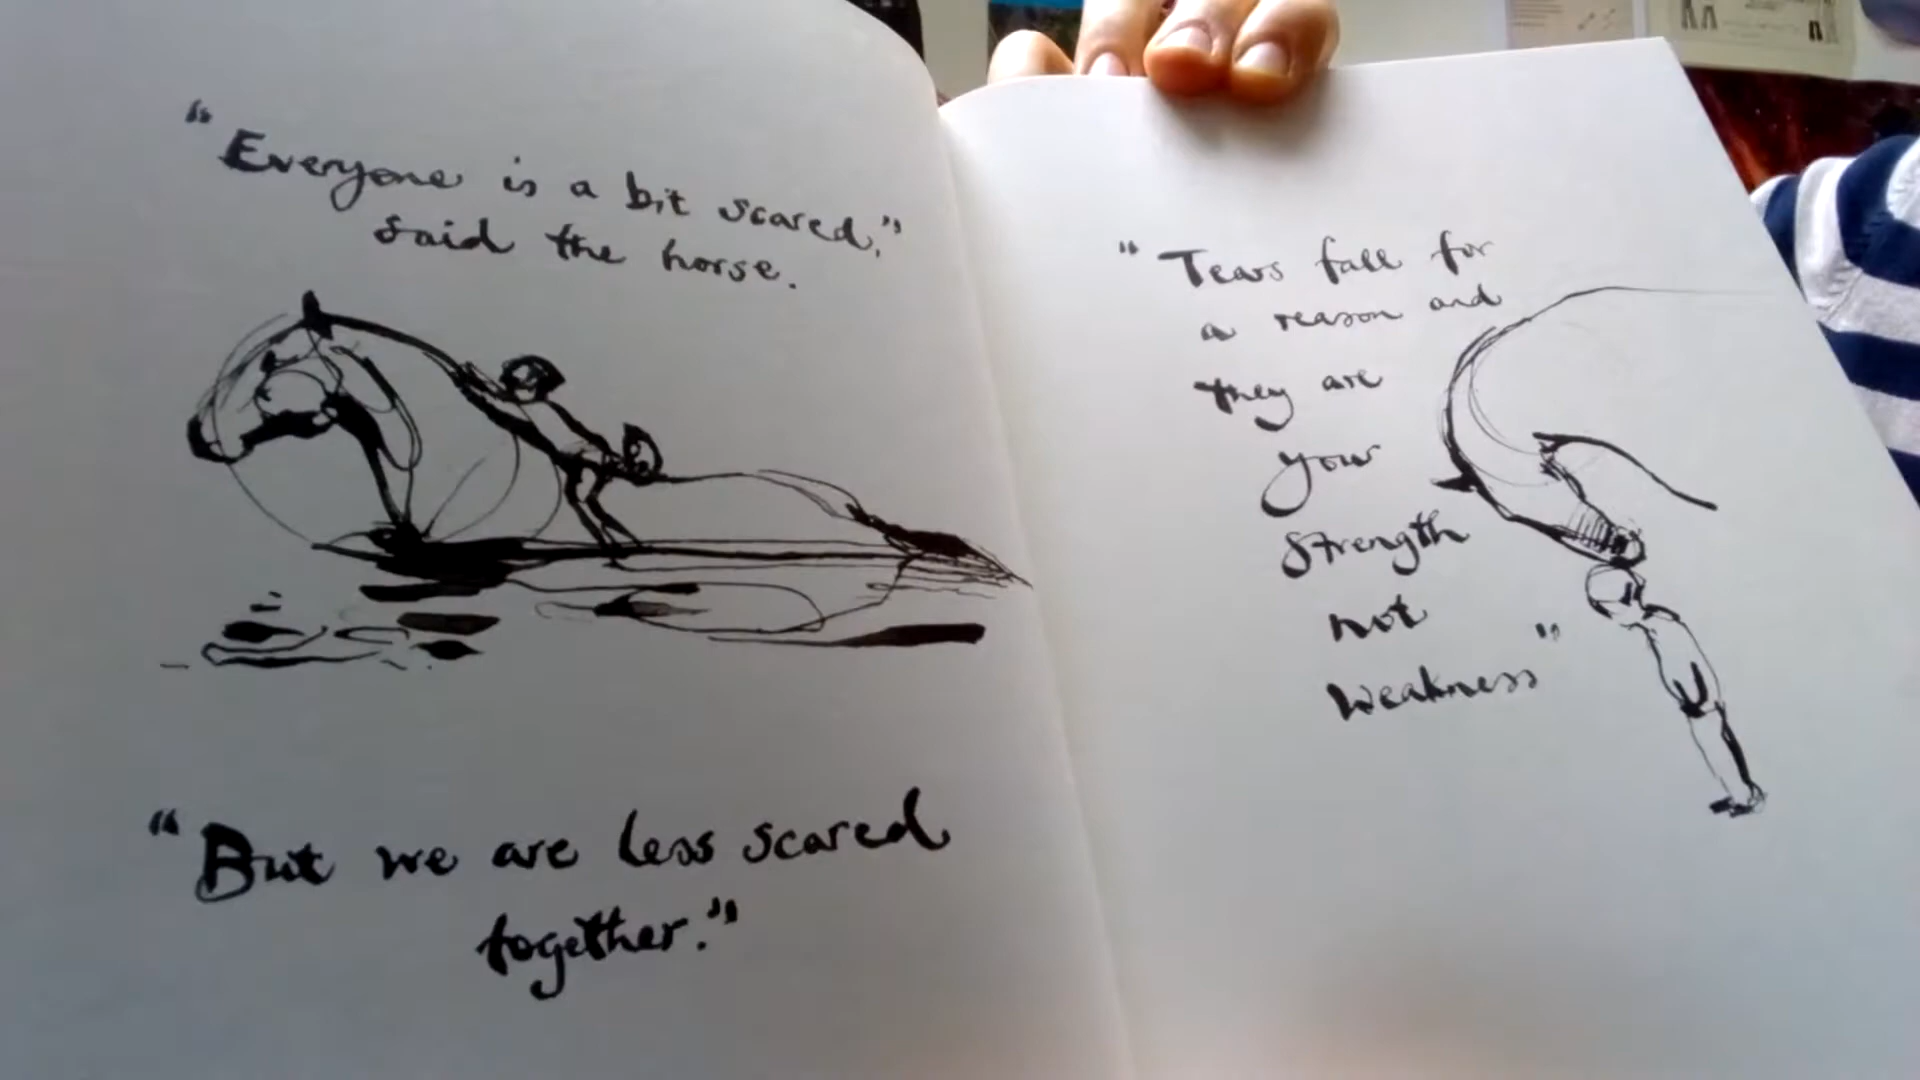 "Everyone is a bit scared,"
said the horse.
"But we are less scared
together."
"Tears fall for
a reason and
they are
your
strength
not
weakness"